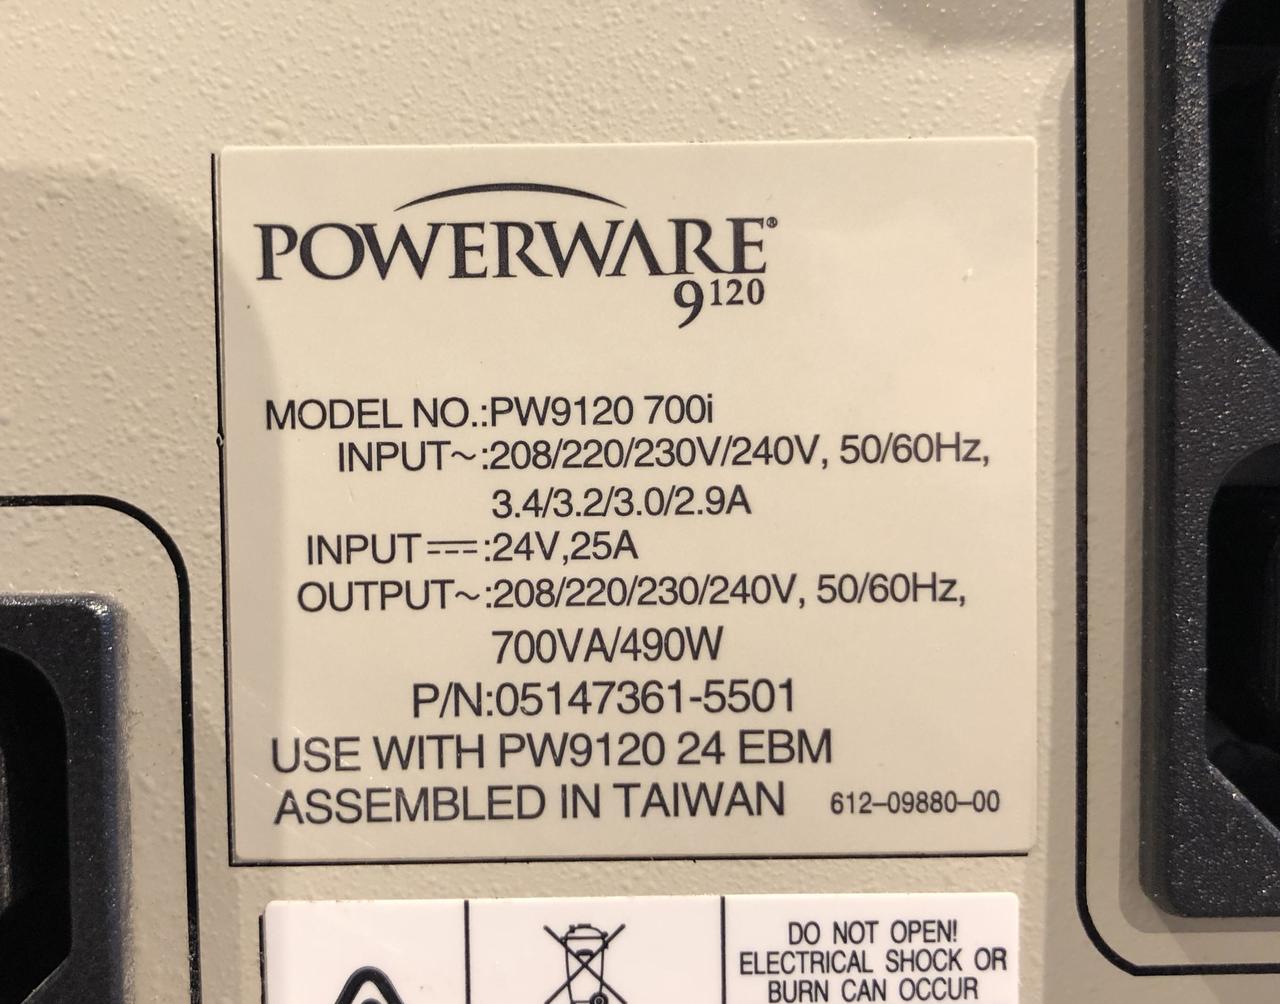 POWERWARE®
9120
MODEL NO.:PW9120 700i
INPUT~:208/220/230V/240V, 50/60Hz,
3.4/3.2/3.0/2.9A
INPUT⎓:24V,25A
OUTPUT~:208/220/230/240V, 50/60Hz,
700VA/490W
P/N:05147361-5501
USE WITH PW9120 24 EBM
ASSEMBLED IN TAIWAN 612-09880-00
DO NOT OPEN!
ELECTRICAL SHOCK OR
BURN CAN OCCUR